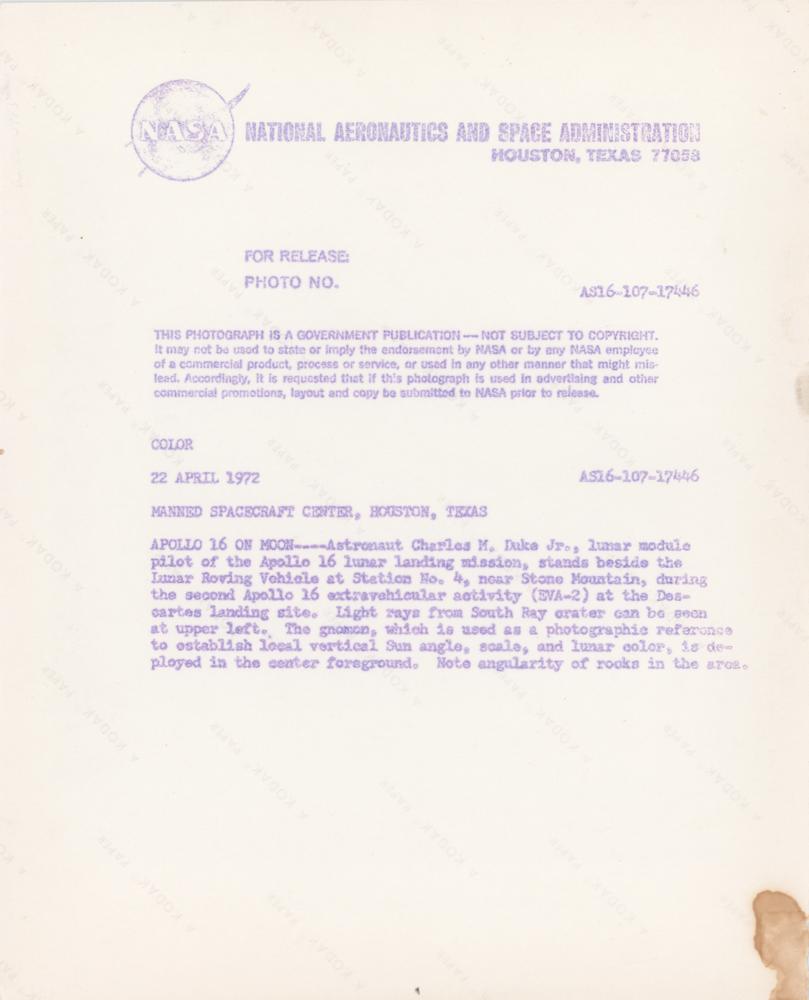 NASA
NATIONAL AERONAUTICS AND SPACE ADMINISTRATION
HOUSTON, TEXAS 77058
FOR RELEASE:
PHOTO NO.
AS16-107-17446
THIS PHOTOGRAPH IS A GOVERNMENT PUBLICATION — NOT SUBJECT TO COPYRIGHT.
It may not be used to state or imply the endorsement by NASA or by any NASA employee
of a commercial product, process or service, or used in any other manner that might mis-
lead. Accordingly, it is requested that if this photograph is used in advertising and other
commercial promotions, layout and copy be submitted to NASA prior to release.
COLOR
22 APRIL 1972 AS16-107-17446
MANNED SPACECRAFT CENTER, HOUSTON, TEXAS
APOLLO 16 ON MOON----Astronaut Charles M. Duke Jr., lunar module
pilot of the Apollo 16 lunar landing mission, stands beside the
Lunar Roving Vehicle at Station No. 4, near Stone Mountain, during
the second Apollo 16 extravehicular activity (EVA-2) at the Des-
cartes landing site. Light rays from South Ray crater can be seen
at upper left. The gnomon, which is used as a photographic reference
to establish local vertical Sun angle, scale, and lunar color, is de-
ployed in the center foreground. Note angularity of rocks in the area.
A KODAK PAPER